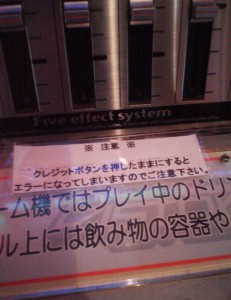 Five effect system
※ 注意 ※
クレジットボタンを押したままにすると
エラーになってしまいますのでご注意下さい。
ーム機ではプレイ中のドリン
ル上には飲み物の容器や